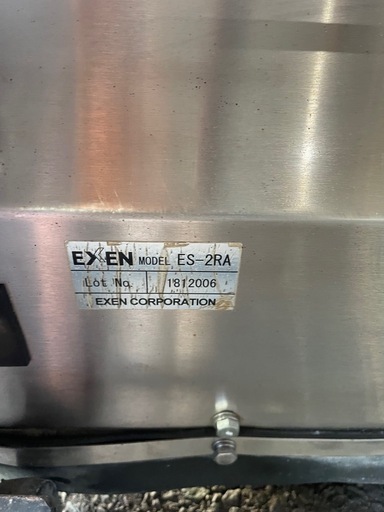 EXEN MODEL ES-2RA
Lot No. 1812006
EXEN CORPORATION